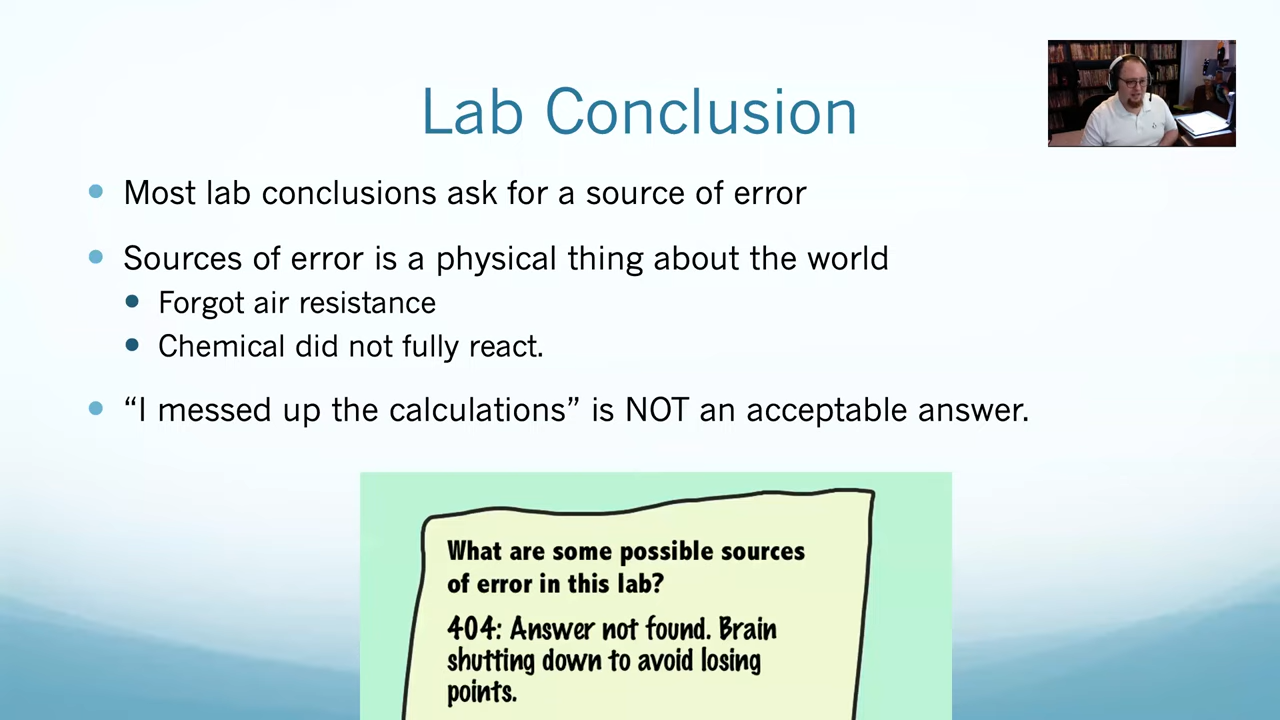 Lab Conclusion
Most lab conclusions ask for a source of error
Sources of error is a physical thing about the world
Forgot air resistance
Chemical did not fully react.
“I messed up the calculations” is NOT an acceptable answer.
What are some possible sources
of error in this lab?
404: Answer not found. Brain
shutting down to avoid losing
points.